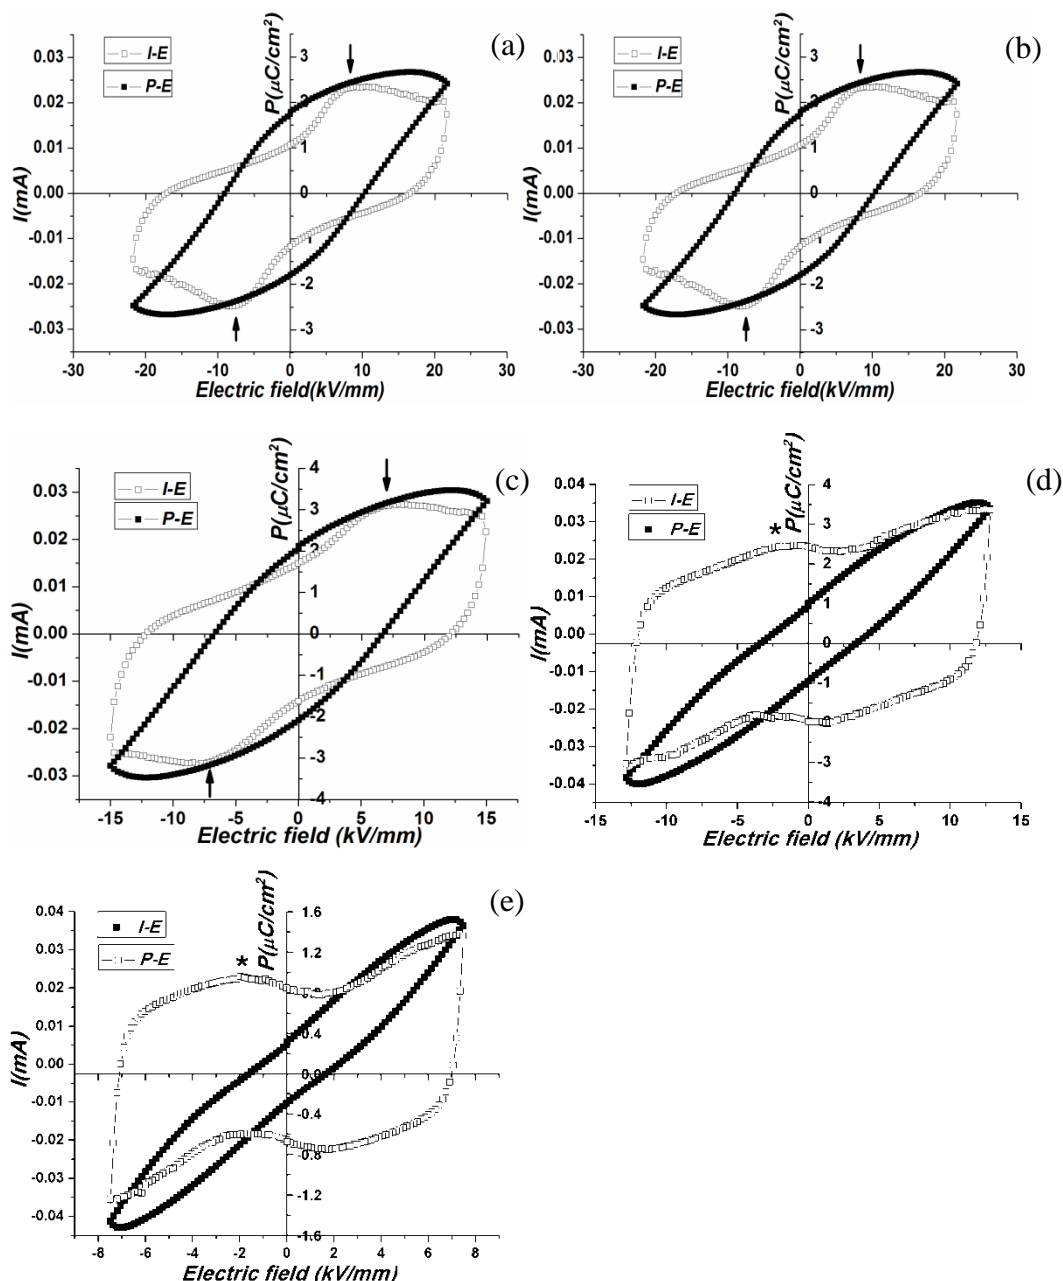 (a)
I-E
P-E
P(μC/cm²)
I(mA)
0.03
0.02
0.01
0.00
-0.01
-0.02
-0.03
3
2
1
0
-1
-2
-3
-30 -20 -10 0 10 20 30
Electric field(kV/mm)
(b)
I-E
P-E
P(μC/cm²)
I(mA)
0.03
0.02
0.01
0.00
-0.01
-0.02
-0.03
3
2
1
0
-1
-2
-3
-30 -20 -10 0 10 20 30
Electric field(kV/mm)
(c)
I-E
P-E
P(μC/cm²)
I(mA)
0.03
0.02
0.01
0.00
-0.01
-0.02
-0.03
4
3
2
1
0
-1
-2
-3
-4
-15 -10 -5 0 5 10 15
Electric field (kV/mm)
(d)
I-E
P-E
*
P(μC/cm²)
I(mA)
0.04
0.03
0.02
0.01
0.00
-0.01
-0.02
-0.03
-0.04
4
3
2
1
0
-1
-2
-3
-4
-15 -10 -5 0 5 10 15
Electric field (kV/mm)
(e)
I-E
P-E
*
P(μC/cm²)
I(mA)
0.04
0.03
0.02
0.01
0.00
-0.01
-0.02
-0.03
-0.04
1.6
1.2
0.8
0.4
0.0
-0.4
-0.8
-1.2
-1.6
-8 -6 -4 -2 0 2 4 6 8
Electric field (kV/mm)